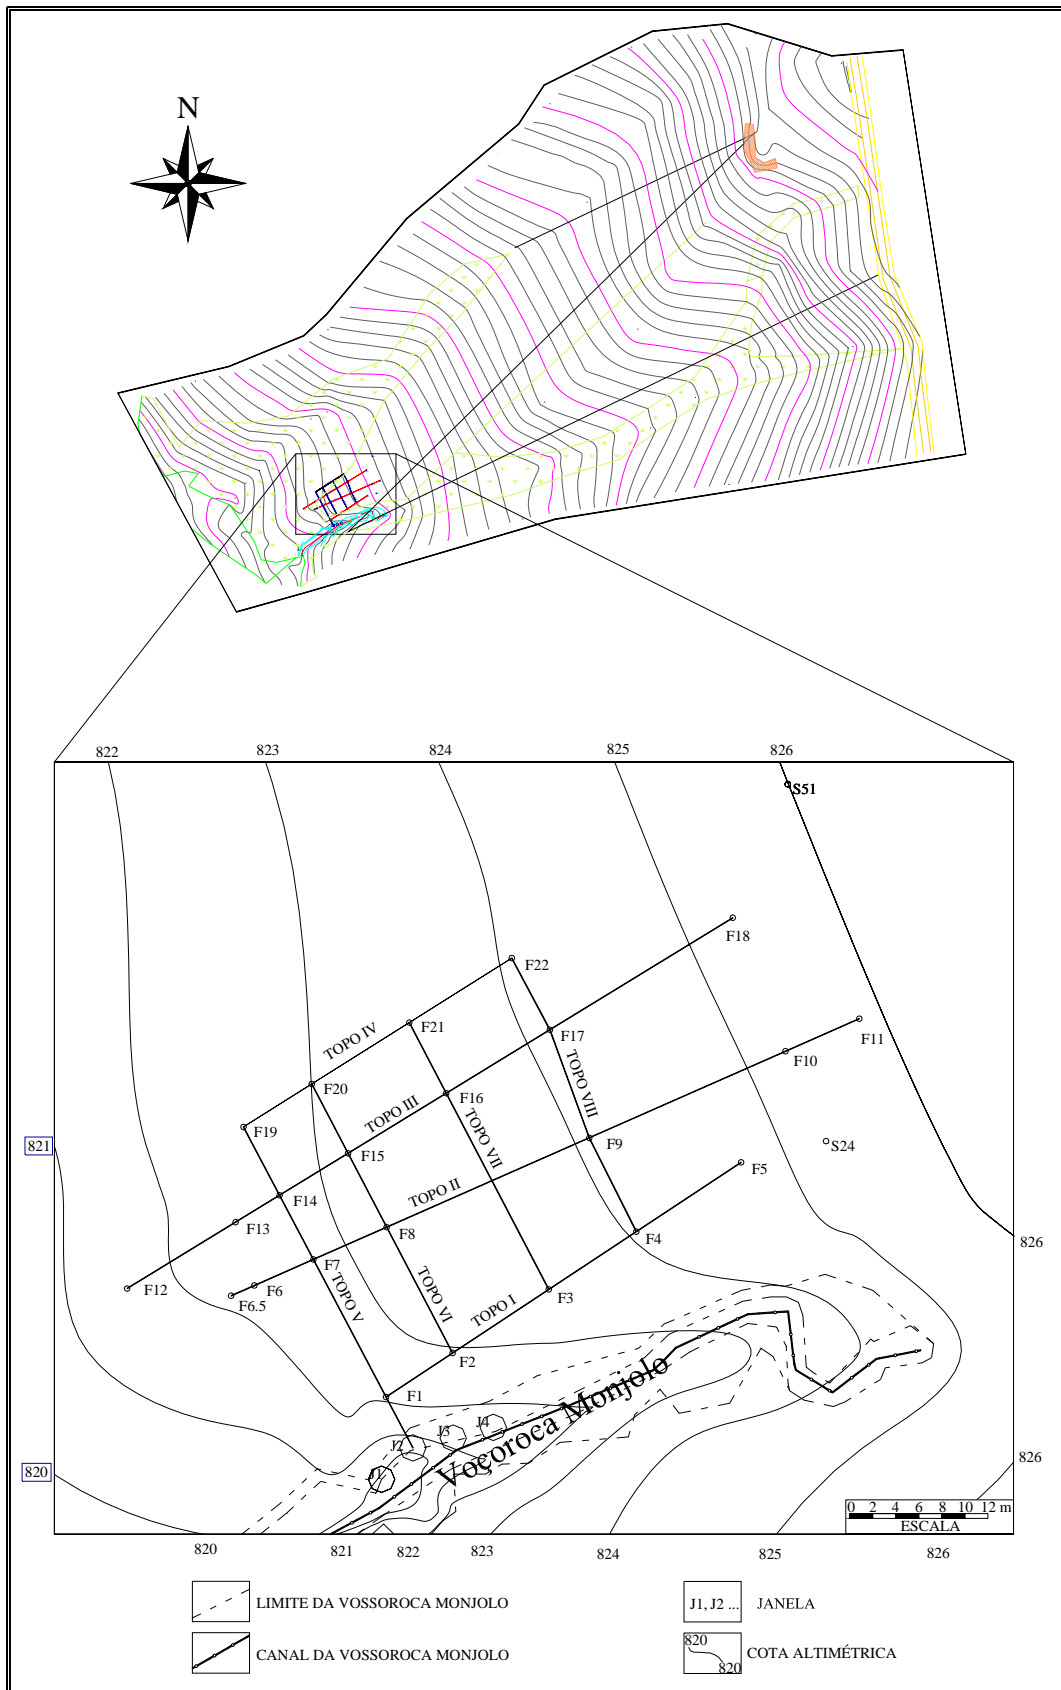 N
822
823
824
825
826
S51
F18
F22
F17
F11
F10
F21
TOPO IV
TOPO VIII
F20
F16
TOPO III
TOPO VII
F19
F9
S24
821
F15
F5
TOPO II
F14
F13
F8
F4
826
F7
F12
F6
F6.5
TOPO V
TOPO VI
TOPO I
F3
F2
F1
Voçoroca Monjolo
J4
J3
J2
J1
820
826
0 2 4 6 8 10 12 m
ESCALA
820
821
822
823
824
825
826
LIMITE DA VOSSOROCA MONJOLO
J1, J2 ...
JANELA
CANAL DA VOSSOROCA MONJOLO
820
820
COTA ALTIMÉTRICA